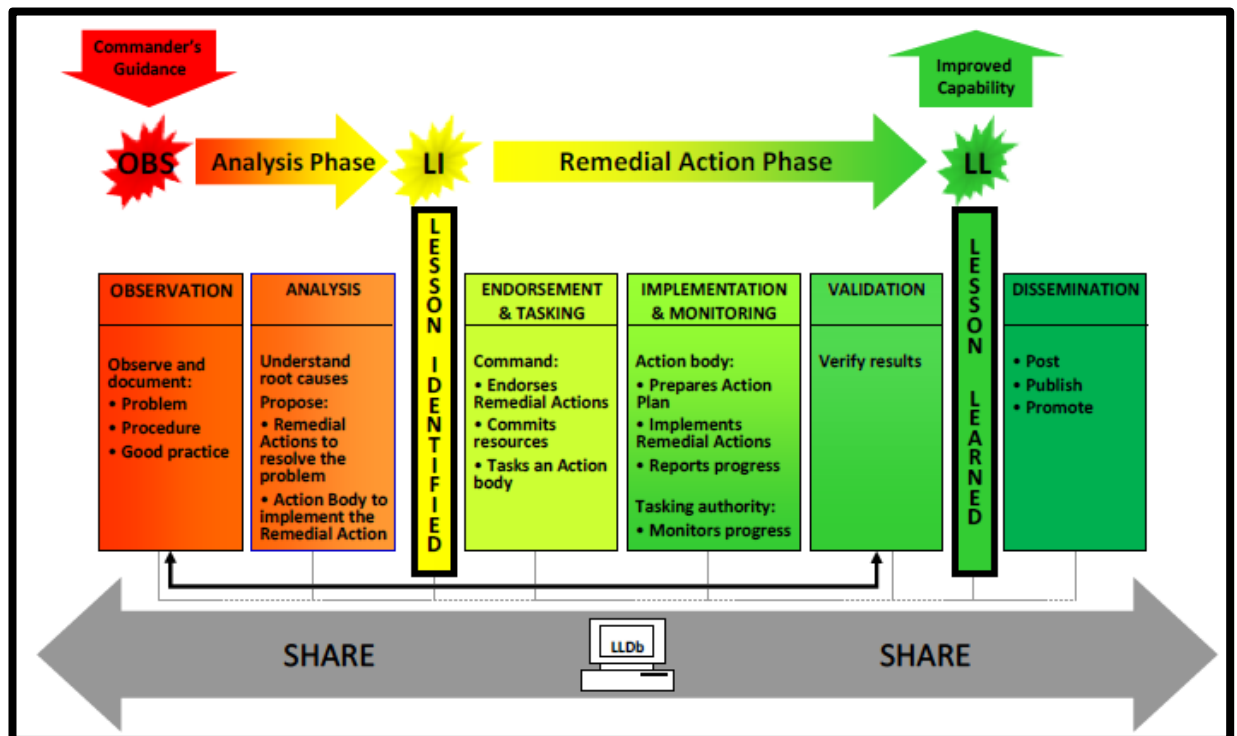 Commander's
Guidance
Improved
Capability
OBS
Analysis Phase
LI
Remedial Action Phase
LL
OBSERVATION
Observe and
document:
• Problem
• Procedure
• Good practice
ANALYSIS
Understand
root causes
Propose:
• Remedial
Actions to
resolve the
problem
• Action Body to
implement the
Remedial Action
LESSON IDENTIFIED
ENDORSEMENT
& TASKING
Command:
• Endorses
Remedial Actions
• Commits
resources
• Tasks an Action
body
IMPLEMENTATION
& MONITORING
Action body:
• Prepares Action
Plan
• Implements
Remedial Actions
• Reports progress
Tasking authority:
• Monitors progress
VALIDATION
Verify results
LESSON LEARNED
DISSEMINATION
• Post
• Publish
• Promote
SHARE
LLDb
SHARE